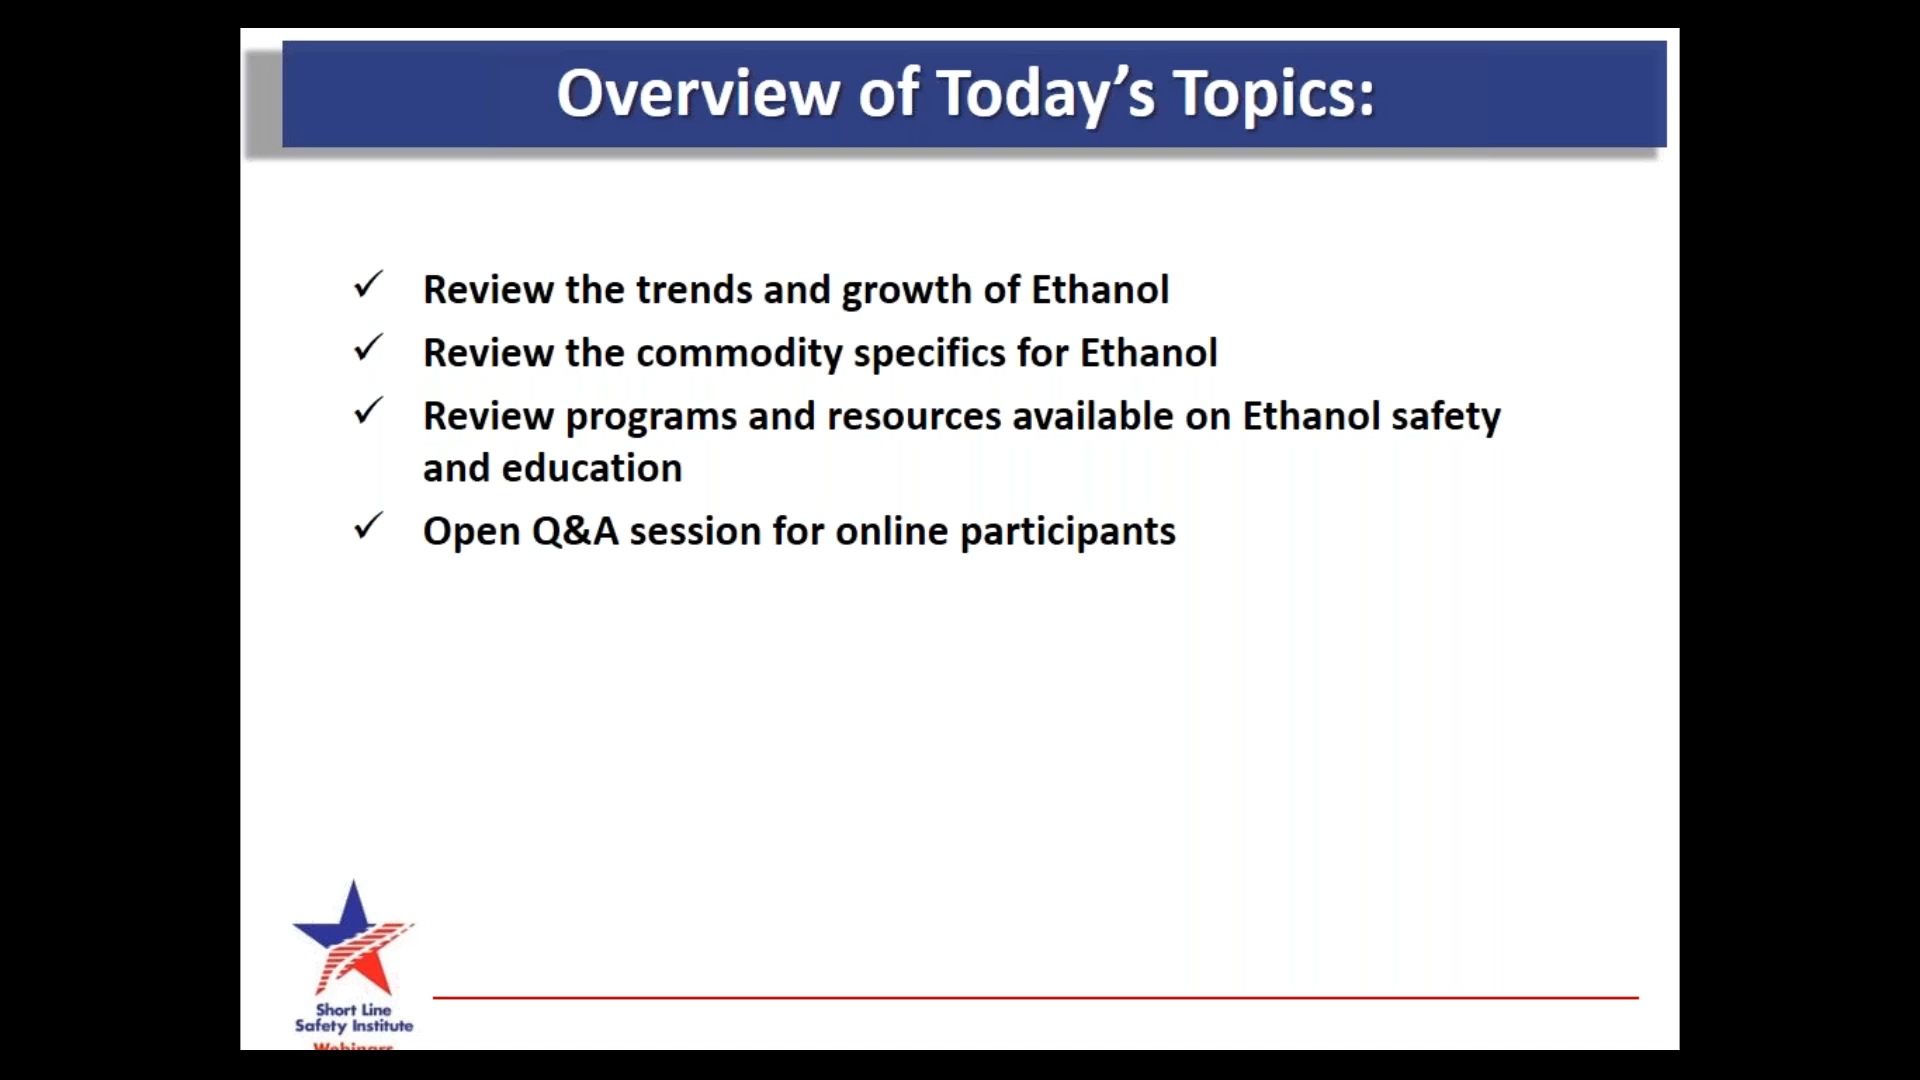 Overview of Today’s Topics:
✓ Review the trends and growth of Ethanol
✓ Review the commodity specifics for Ethanol
✓ Review programs and resources available on Ethanol safety
and education
✓ Open Q&A session for online participants
Short Line
Safety Institute
Webinars